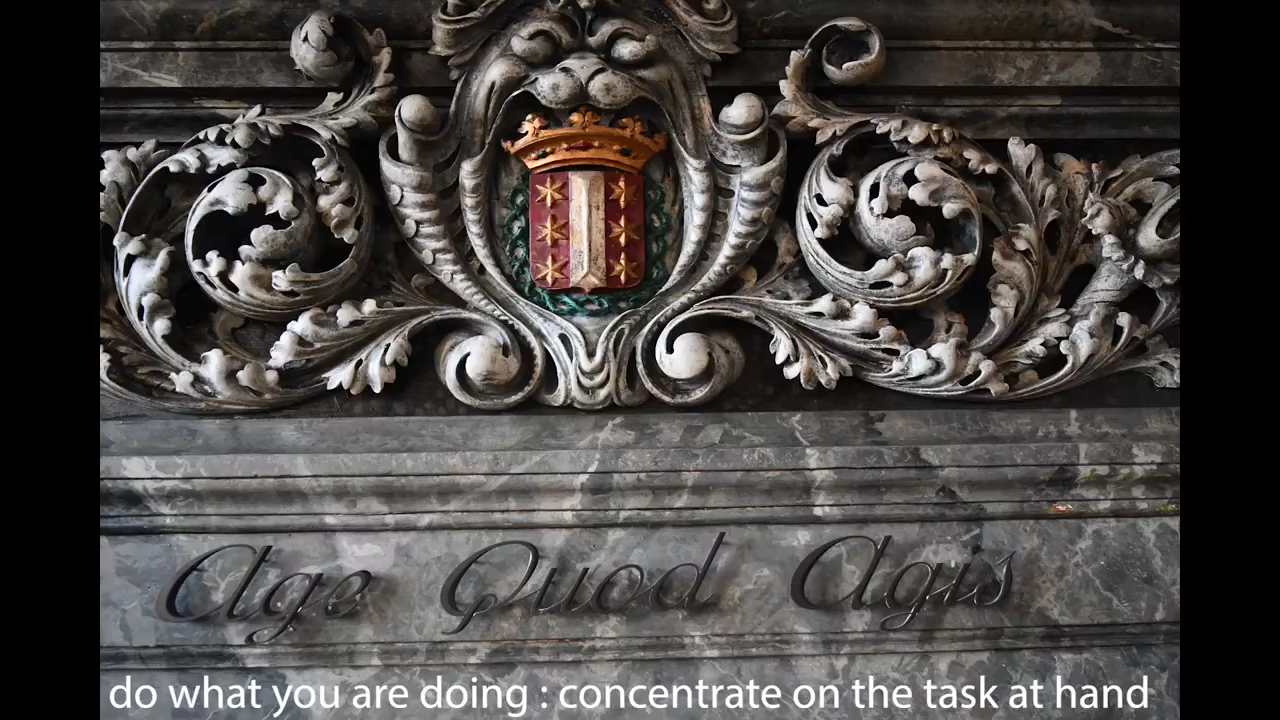 Age Quod Agis
do what you are doing : concentrate on the task at hand